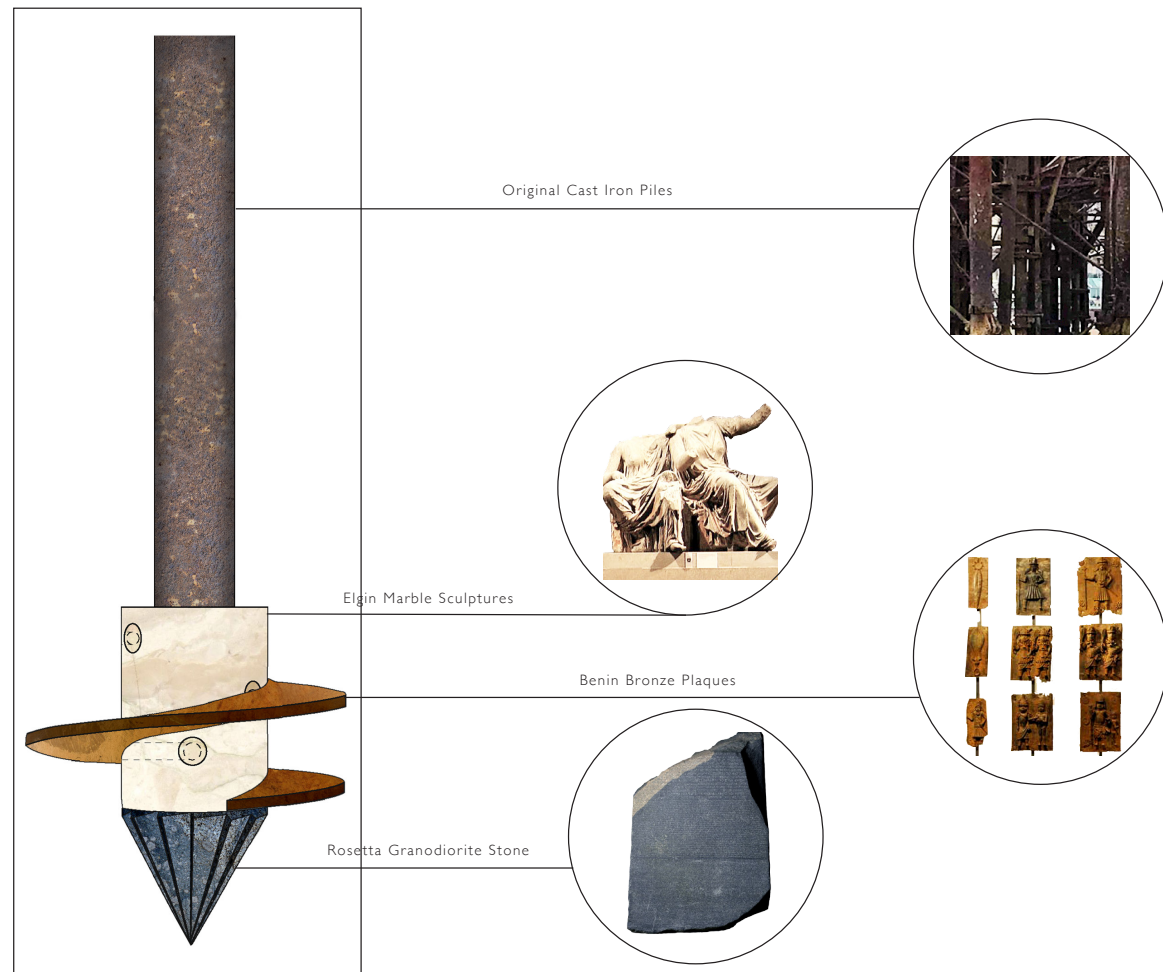 Original Cast Iron Piles
Elgin Marble Sculptures
Benin Bronze Plaques
Rosetta Granodiorite Stone